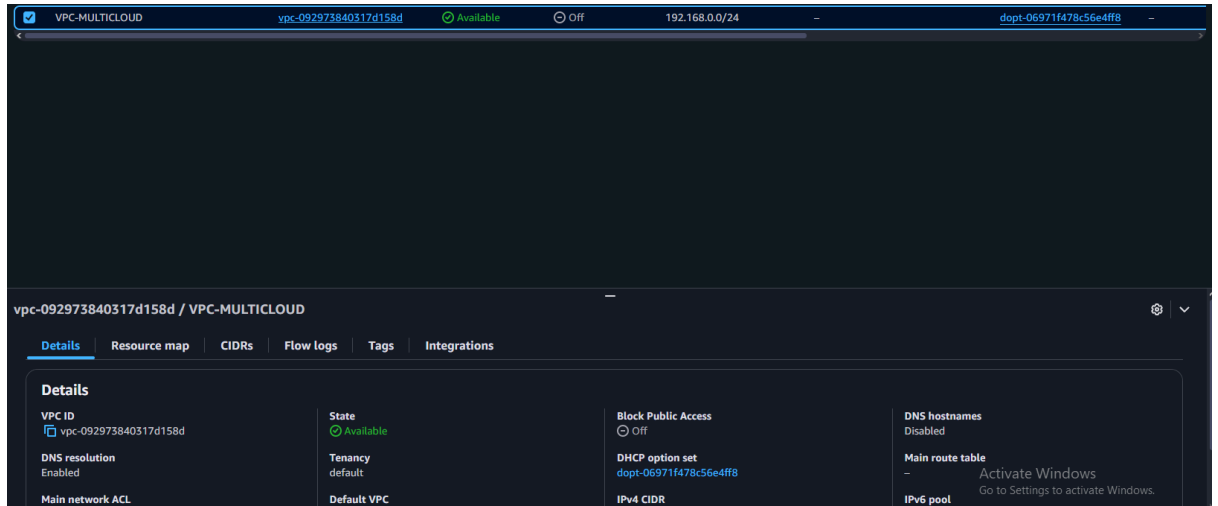 VPC-MULTICLOUD vpc-092973840317d158d Available Off 192.168.0.0/24 – dopt-06971f478c56e4ff8 –
vpc-092973840317d158d / VPC-MULTICLOUD
Details Resource map CIDRs Flow logs Tags Integrations
Details
VPC ID State Block Public Access DNS hostnames
vpc-092973840317d158d Available Off Disabled
DNS resolution Tenancy DHCP option set Main route table
Enabled default dopt-06971f478c56e4ff8 –
Activate Windows
Go to Settings to activate Windows.
Main network ACL Default VPC IPv4 CIDR IPv6 pool